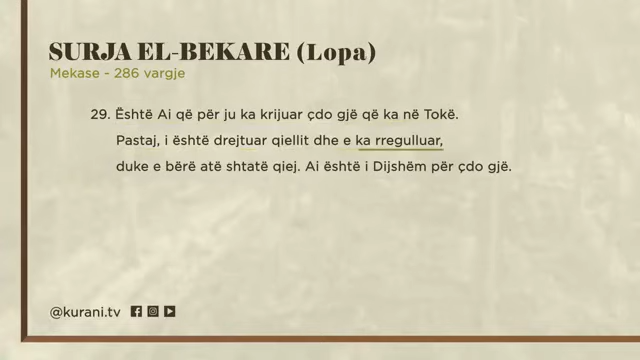 SURJA EL-BEKARE (Lopa)
Mekase - 286 vargje
29. Është Ai që për ju ka krijuar çdo gjë që ka në Tokë.
Pastaj, i është drejtuar qiellit dhe e ka rregulluar,
duke e bërë atë shtatë qiej. Ai është i Dijshëm për çdo gjë.
@kurani.tv